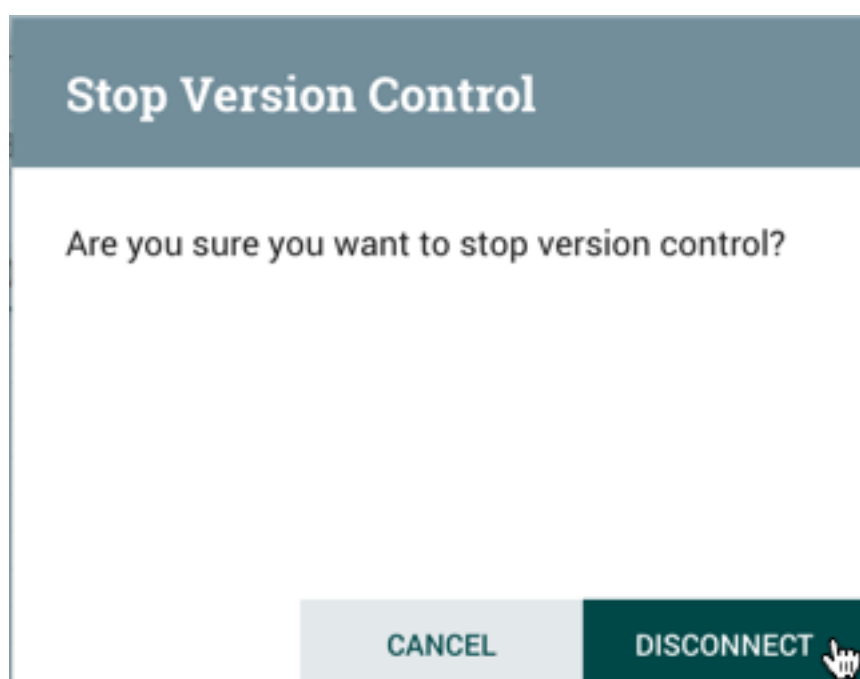 Stop Version Control
Are you sure you want to stop version control?
CANCEL
DISCONNECT